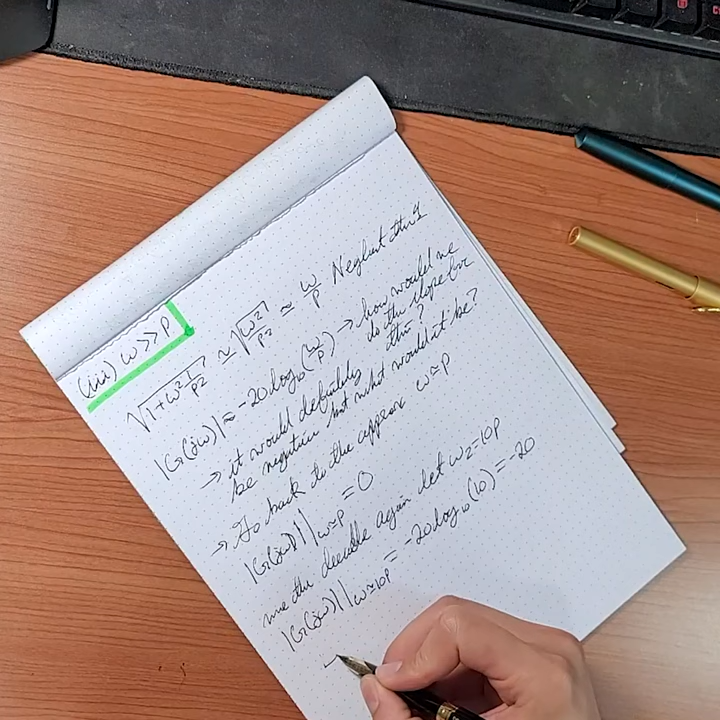 (iii) ω >> p
√(1+ω²/p²) ≃ √(ω²/p²) ≃ ω/p Neglect the 1
|G(jω)| = -20log₁₀(ω/p) → how would we
do the slope for
this?
→ it would definitely
be negative but what would it be?
→ Go back to the approx ω≃p
|G(jω)||ω≃p = 0
use the decade again let ω₂=10p
|G(jω)||ω≃10p = -20log₁₀(10) = -20